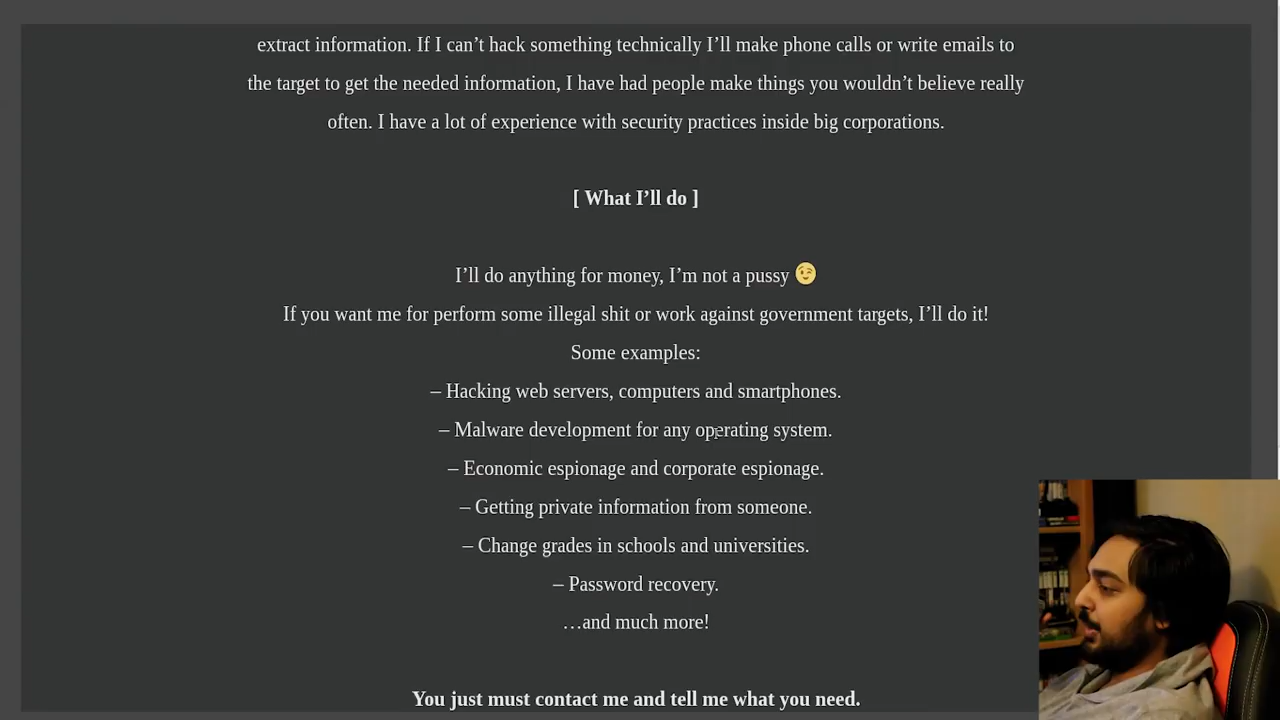 extract information. If I can’t hack something technically I’ll make phone calls or write emails to
the target to get the needed information, I have had people make things you wouldn’t believe really
often. I have a lot of experience with security practices inside big corporations.
[ What I’ll do ]
I’ll do anything for money, I’m not a pussy 😉
If you want me for perform some illegal shit or work against government targets, I’ll do it!
Some examples:
– Hacking web servers, computers and smartphones.
– Malware development for any operating system.
– Economic espionage and corporate espionage.
– Getting private information from someone.
– Change grades in schools and universities.
– Password recovery.
…and much more!
You just must contact me and tell me what you need.